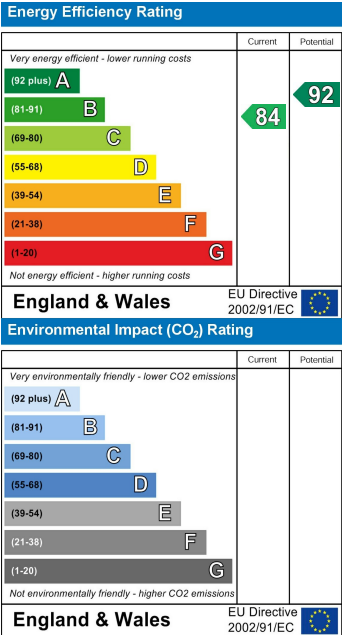 Energy Efficiency Rating
Current Potential
Very energy efficient - lower running costs
(92 plus) A
92
(81-91) B
84
(69-80) C
(55-68) D
(39-54) E
(21-38) F
(1-20) G
Not energy efficient - higher running costs
England & Wales
EU Directive
2002/91/EC
Environmental Impact (CO₂) Rating
Current Potential
Very environmentally friendly - lower CO2 emissions
(92 plus) A
(81-91) B
(69-80) C
(55-68) D
(39-54) E
(21-38) F
(1-20) G
Not environmentally friendly - higher CO2 emissions
England & Wales
EU Directive
2002/91/EC